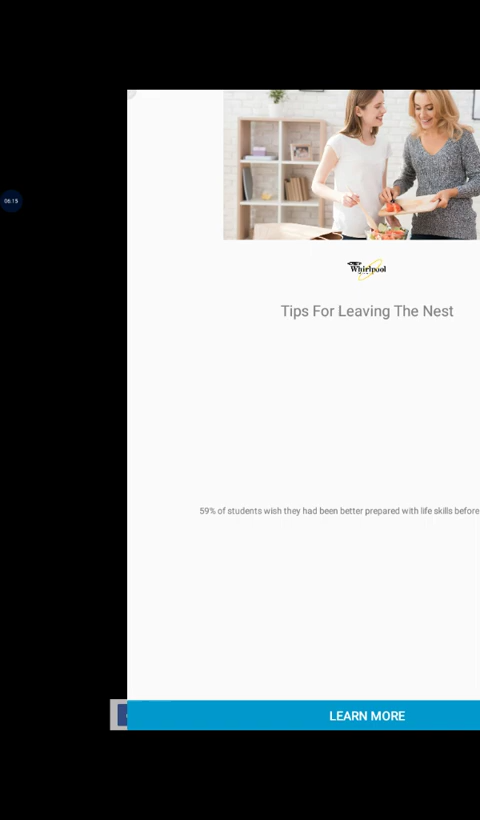 06:15
Whirlpool
Tips For Leaving The Nest
59% of students wish they had been better prepared with life skills before
LEARN MORE